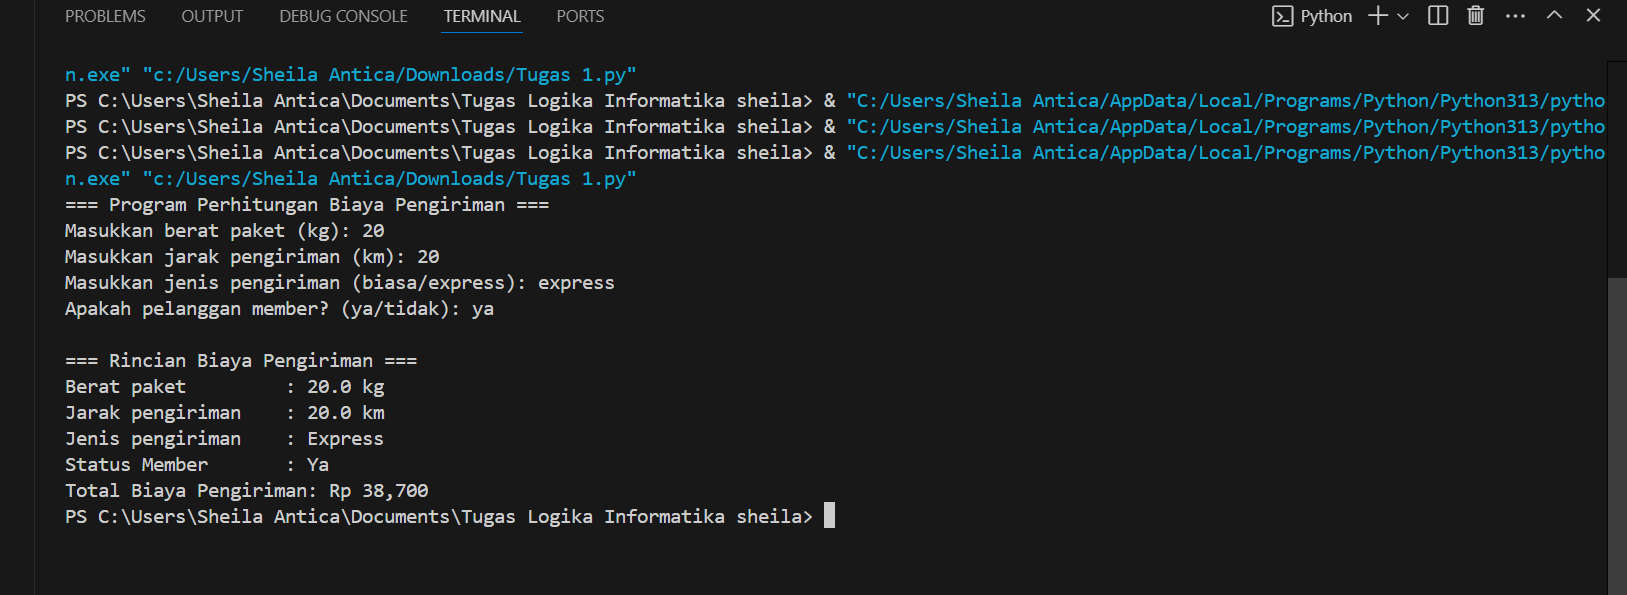 PROBLEMS OUTPUT DEBUG CONSOLE TERMINAL PORTS Python
n.exe" "c:/Users/Sheila Antica/Downloads/Tugas 1.py"
PS C:\Users\Sheila Antica\Documents\Tugas Logika Informatika sheila> & "C:/Users/Sheila Antica/AppData/Local/Programs/Python/Python313/pytho
PS C:\Users\Sheila Antica\Documents\Tugas Logika Informatika sheila> & "C:/Users/Sheila Antica/AppData/Local/Programs/Python/Python313/pytho
PS C:\Users\Sheila Antica\Documents\Tugas Logika Informatika sheila> & "C:/Users/Sheila Antica/AppData/Local/Programs/Python/Python313/pytho
n.exe" "c:/Users/Sheila Antica/Downloads/Tugas 1.py"
=== Program Perhitungan Biaya Pengiriman ===
Masukkan berat paket (kg): 20
Masukkan jarak pengiriman (km): 20
Masukkan jenis pengiriman (biasa/express): express
Apakah pelanggan member? (ya/tidak): ya
=== Rincian Biaya Pengiriman ===
Berat paket : 20.0 kg
Jarak pengiriman : 20.0 km
Jenis pengiriman : Express
Status Member : Ya
Total Biaya Pengiriman: Rp 38,700
PS C:\Users\Sheila Antica\Documents\Tugas Logika Informatika sheila>